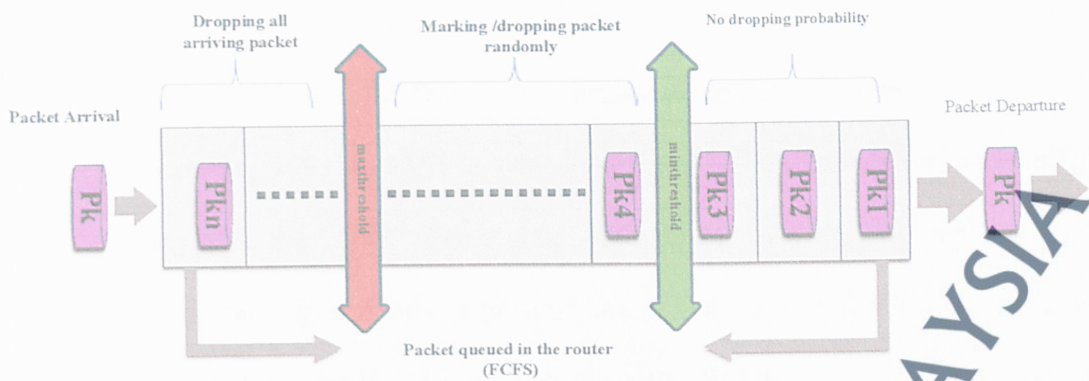 Dropping all
arriving packet
Marking /dropping packet
randomly
No dropping probability
Packet Arrival
Packet Departure
Pk
Pkn
maxthreshold
Pk4
minthreshold
Pk3
Pk2
Pk1
Pk
Packet queued in the router
(FCFS)
AYSIA